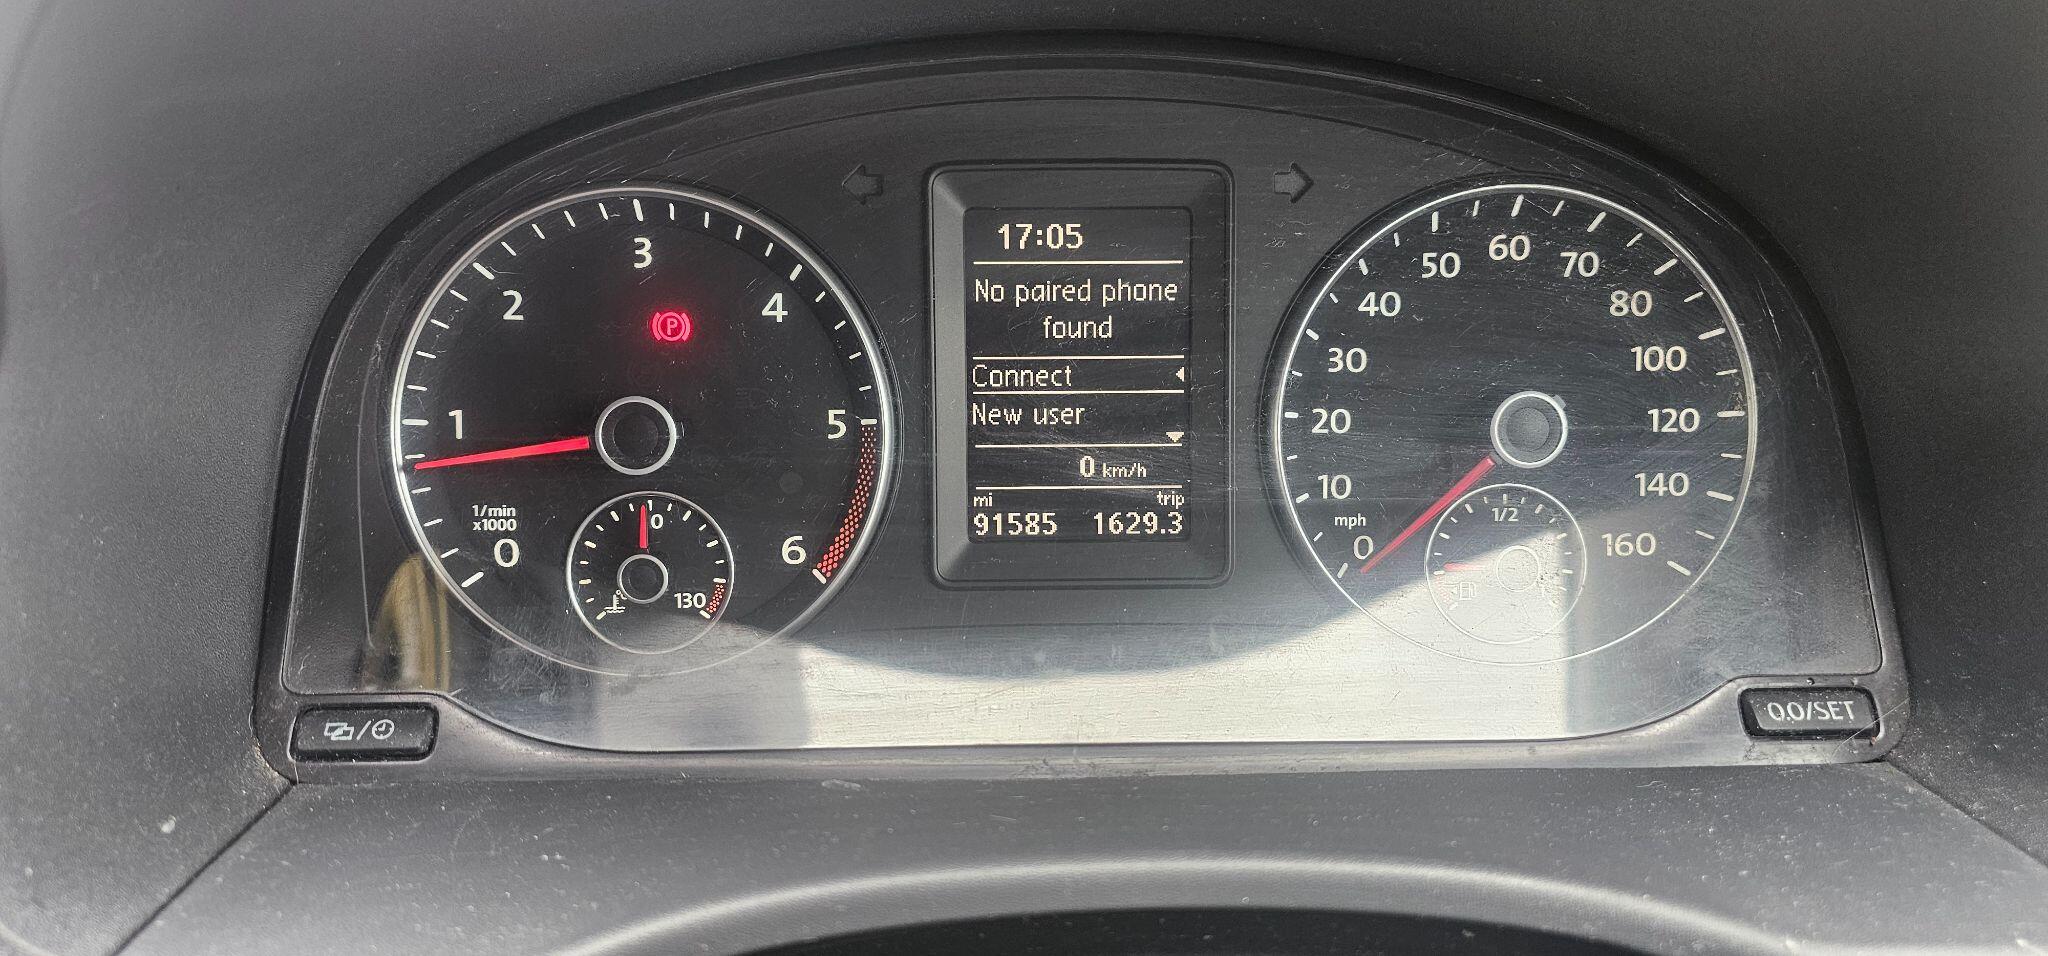 17:05
No paired phone
found
Connect
New user
0 km/h
mi trip
91585 1629.3
0
1
2
3
4
5
6
1/min
x1000
P
130
0
10
20
30
40
50
60
70
80
100
120
140
160
mph
1/2
0.0/SET